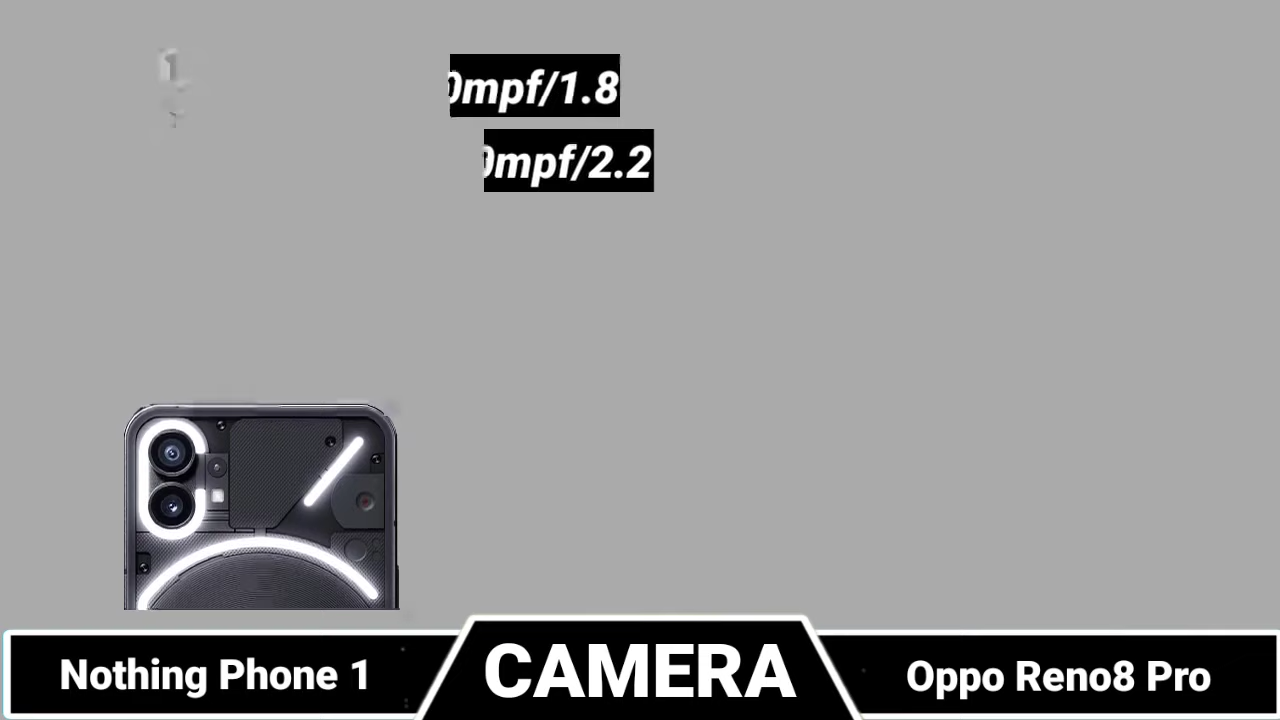 0mpf/1.8
0mpf/2.2
Nothing Phone 1
CAMERA
Oppo Reno8 Pro